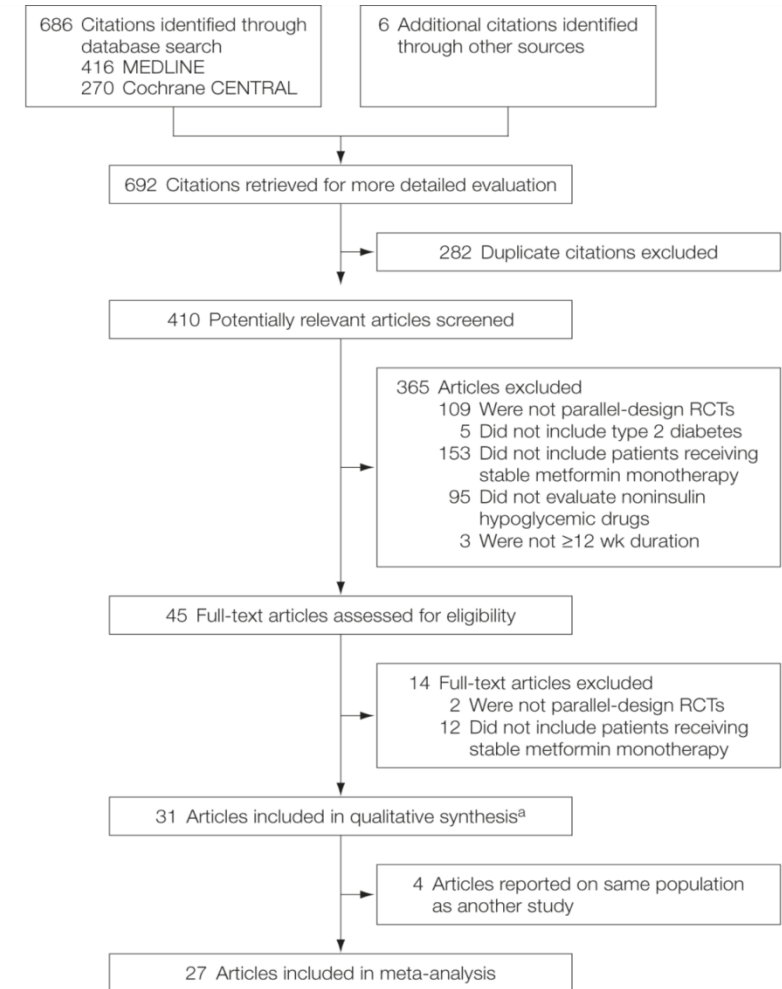 686 Citations identified through
database search
416 MEDLINE
270 Cochrane CENTRAL
6 Additional citations identified
through other sources
692 Citations retrieved for more detailed evaluation
282 Duplicate citations excluded
410 Potentially relevant articles screened
365 Articles excluded
109 Were not parallel-design RCTs
5 Did not include type 2 diabetes
153 Did not include patients receiving
stable metformin monotherapy
95 Did not evaluate noninsulin
hypoglycemic drugs
3 Were not ≥12 wk duration
45 Full-text articles assessed for eligibility
14 Full-text articles excluded
2 Were not parallel-design RCTs
12 Did not include patients receiving
stable metformin monotherapy
31 Articles included in qualitative synthesisᵃ
4 Articles reported on same population
as another study
27 Articles included in meta-analysis